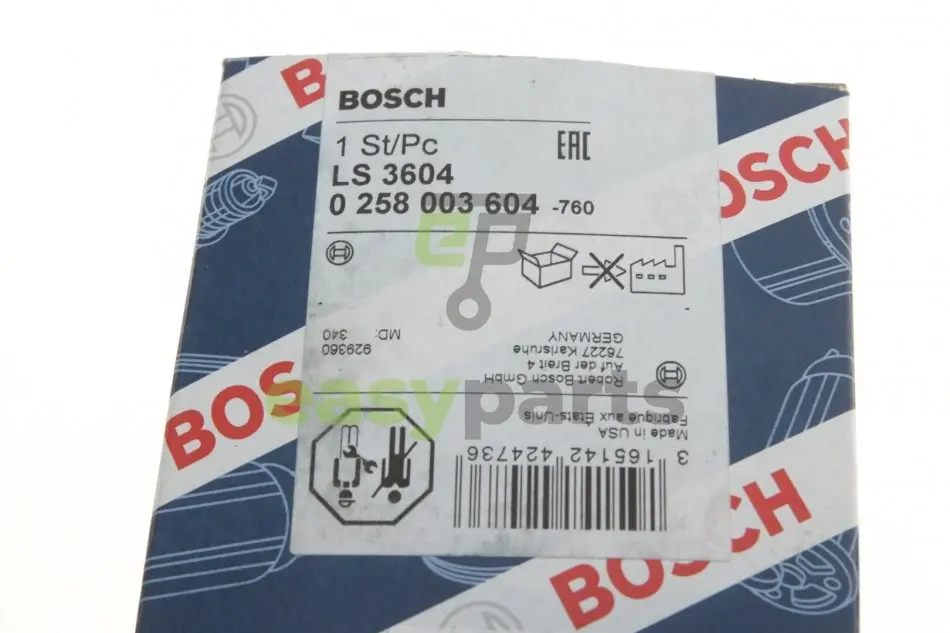 BOSCH
1 St/Pc
EAC
LS 3604
0 258 003 604 -760
ep
easyparts
929360
MD: 340
Robert Bosch GmbH
Auf der Breit 4
76227 Karlsruhe
GERMANY
Made in USA
Fabriqué aux États-Unis
3 165142 424736
BOSCH
BOSCH
BOSCH